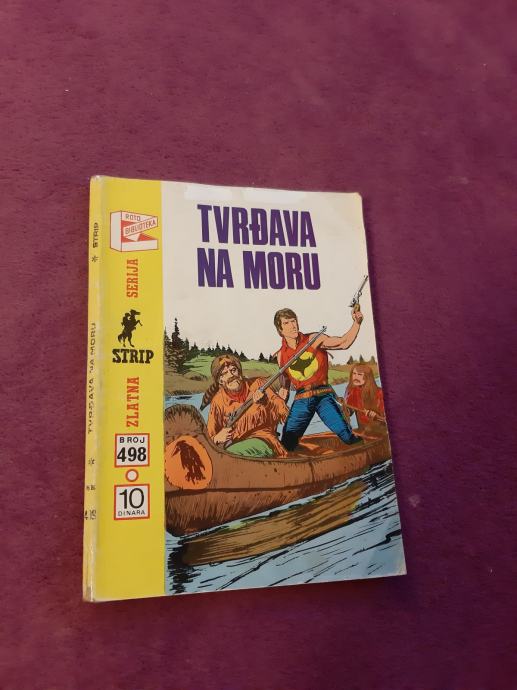 TVRĐAVA
NA MORU
ROTO
BIBLIOTEKA
ZLATNA STRIP SERIJA
BROJ
498
10
DINARA
TVRĐAVA NA MORU * STRIP